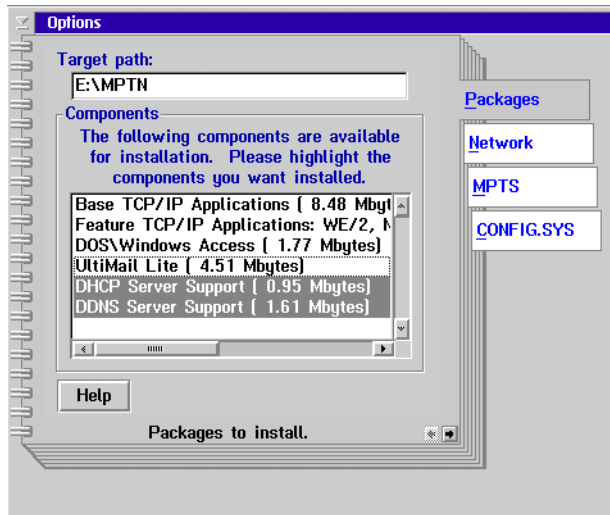 Options
Target path:
E:\MPTN
Components
The following components are available
for installation. Please highlight the
components you want installed.
Base TCP/IP Applications [ 8.48 Mbyt
Feature TCP/IP Applications: WE/2,
DOS\Windows Access [ 1.77 Mbytes]
UltiMail Lite [ 4.51 Mbytes]
DHCP Server Support [ 0.95 Mbytes]
DDNS Server Support [ 1.61 Mbytes]
Help
Packages to install.
Packages
Network
MPTS
CONFIG.SYS